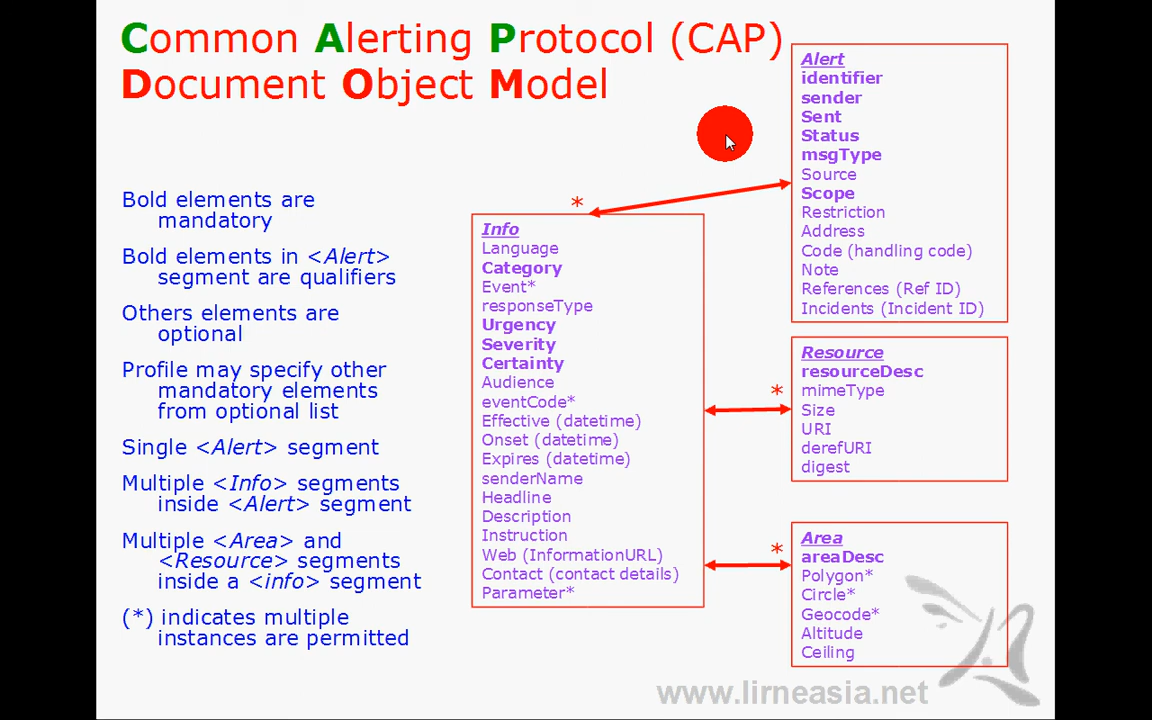 Common Alerting Protocol (CAP)
Document Object Model
Bold elements are
mandatory
Bold elements in <Alert>
segment are qualifiers
Others elements are
optional
Profile may specify other
mandatory elements
from optional list
Single <Alert> segment
Multiple <Info> segments
inside <Alert> segment
Multiple <Area> and
<Resource> segments
inside a <info> segment
(*) indicates multiple
instances are permitted
*
Info
Language
Category
Event*
responseType
Urgency
Severity
Certainty
Audience
eventCode*
Effective (datetime)
Onset (datetime)
Expires (datetime)
senderName
Headline
Description
Instruction
Web (InformationURL)
Contact (contact details)
Parameter*
Alert
identifier
sender
Sent
Status
msgType
Source
Scope
Restriction
Address
Code (handling code)
Note
References (Ref ID)
Incidents (Incident ID)
*
Resource
resourceDesc
mimeType
Size
URI
derefURI
digest
*
Area
areaDesc
Polygon*
Circle*
Geocode*
Altitude
Ceiling
www.lirneasia.net